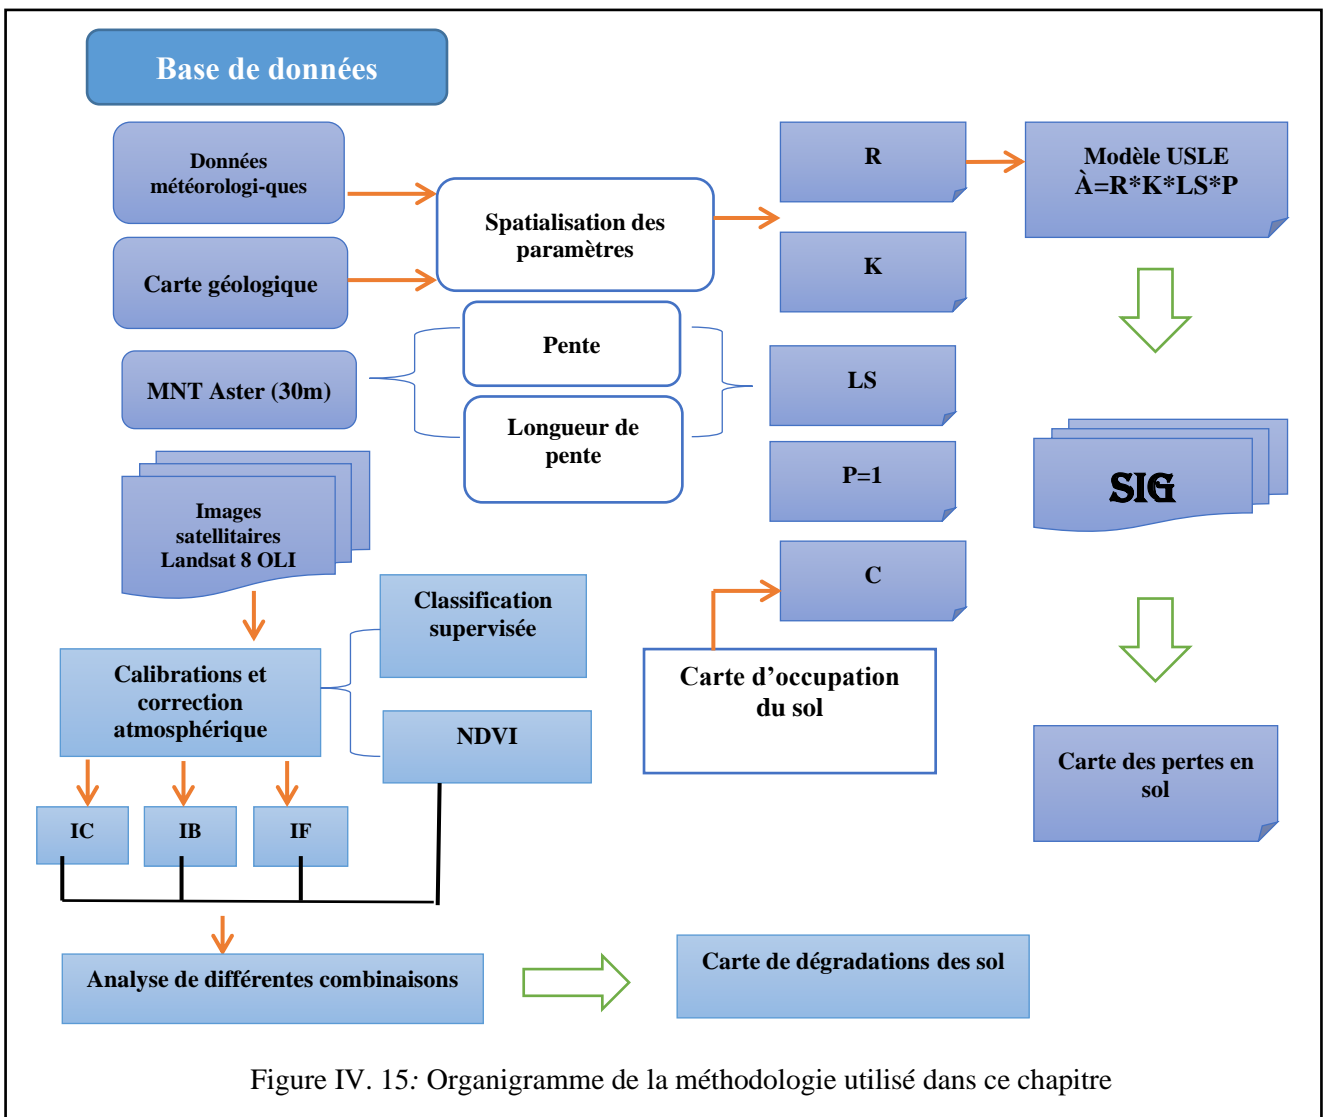 Base de données
Données
météorologi-ques
Carte géologique
MNT Aster (30m)
Images
satellitaires
Landsat 8 OLI
Calibrations et
correction
atmosphérique
IC
IB
IF
Analyse de différentes combinaisons
Spatialisation des
paramètres
Pente
Longueur de
pente
Classification
supervisée
NDVI
R
K
LS
P=1
C
Carte d’occupation
du sol
Carte de dégradations des sol
Modèle USLE
À=R*K*LS*P
SIG
Carte des pertes en
sol
Figure IV. 15: Organigramme de la méthodologie utilisé dans ce chapitre